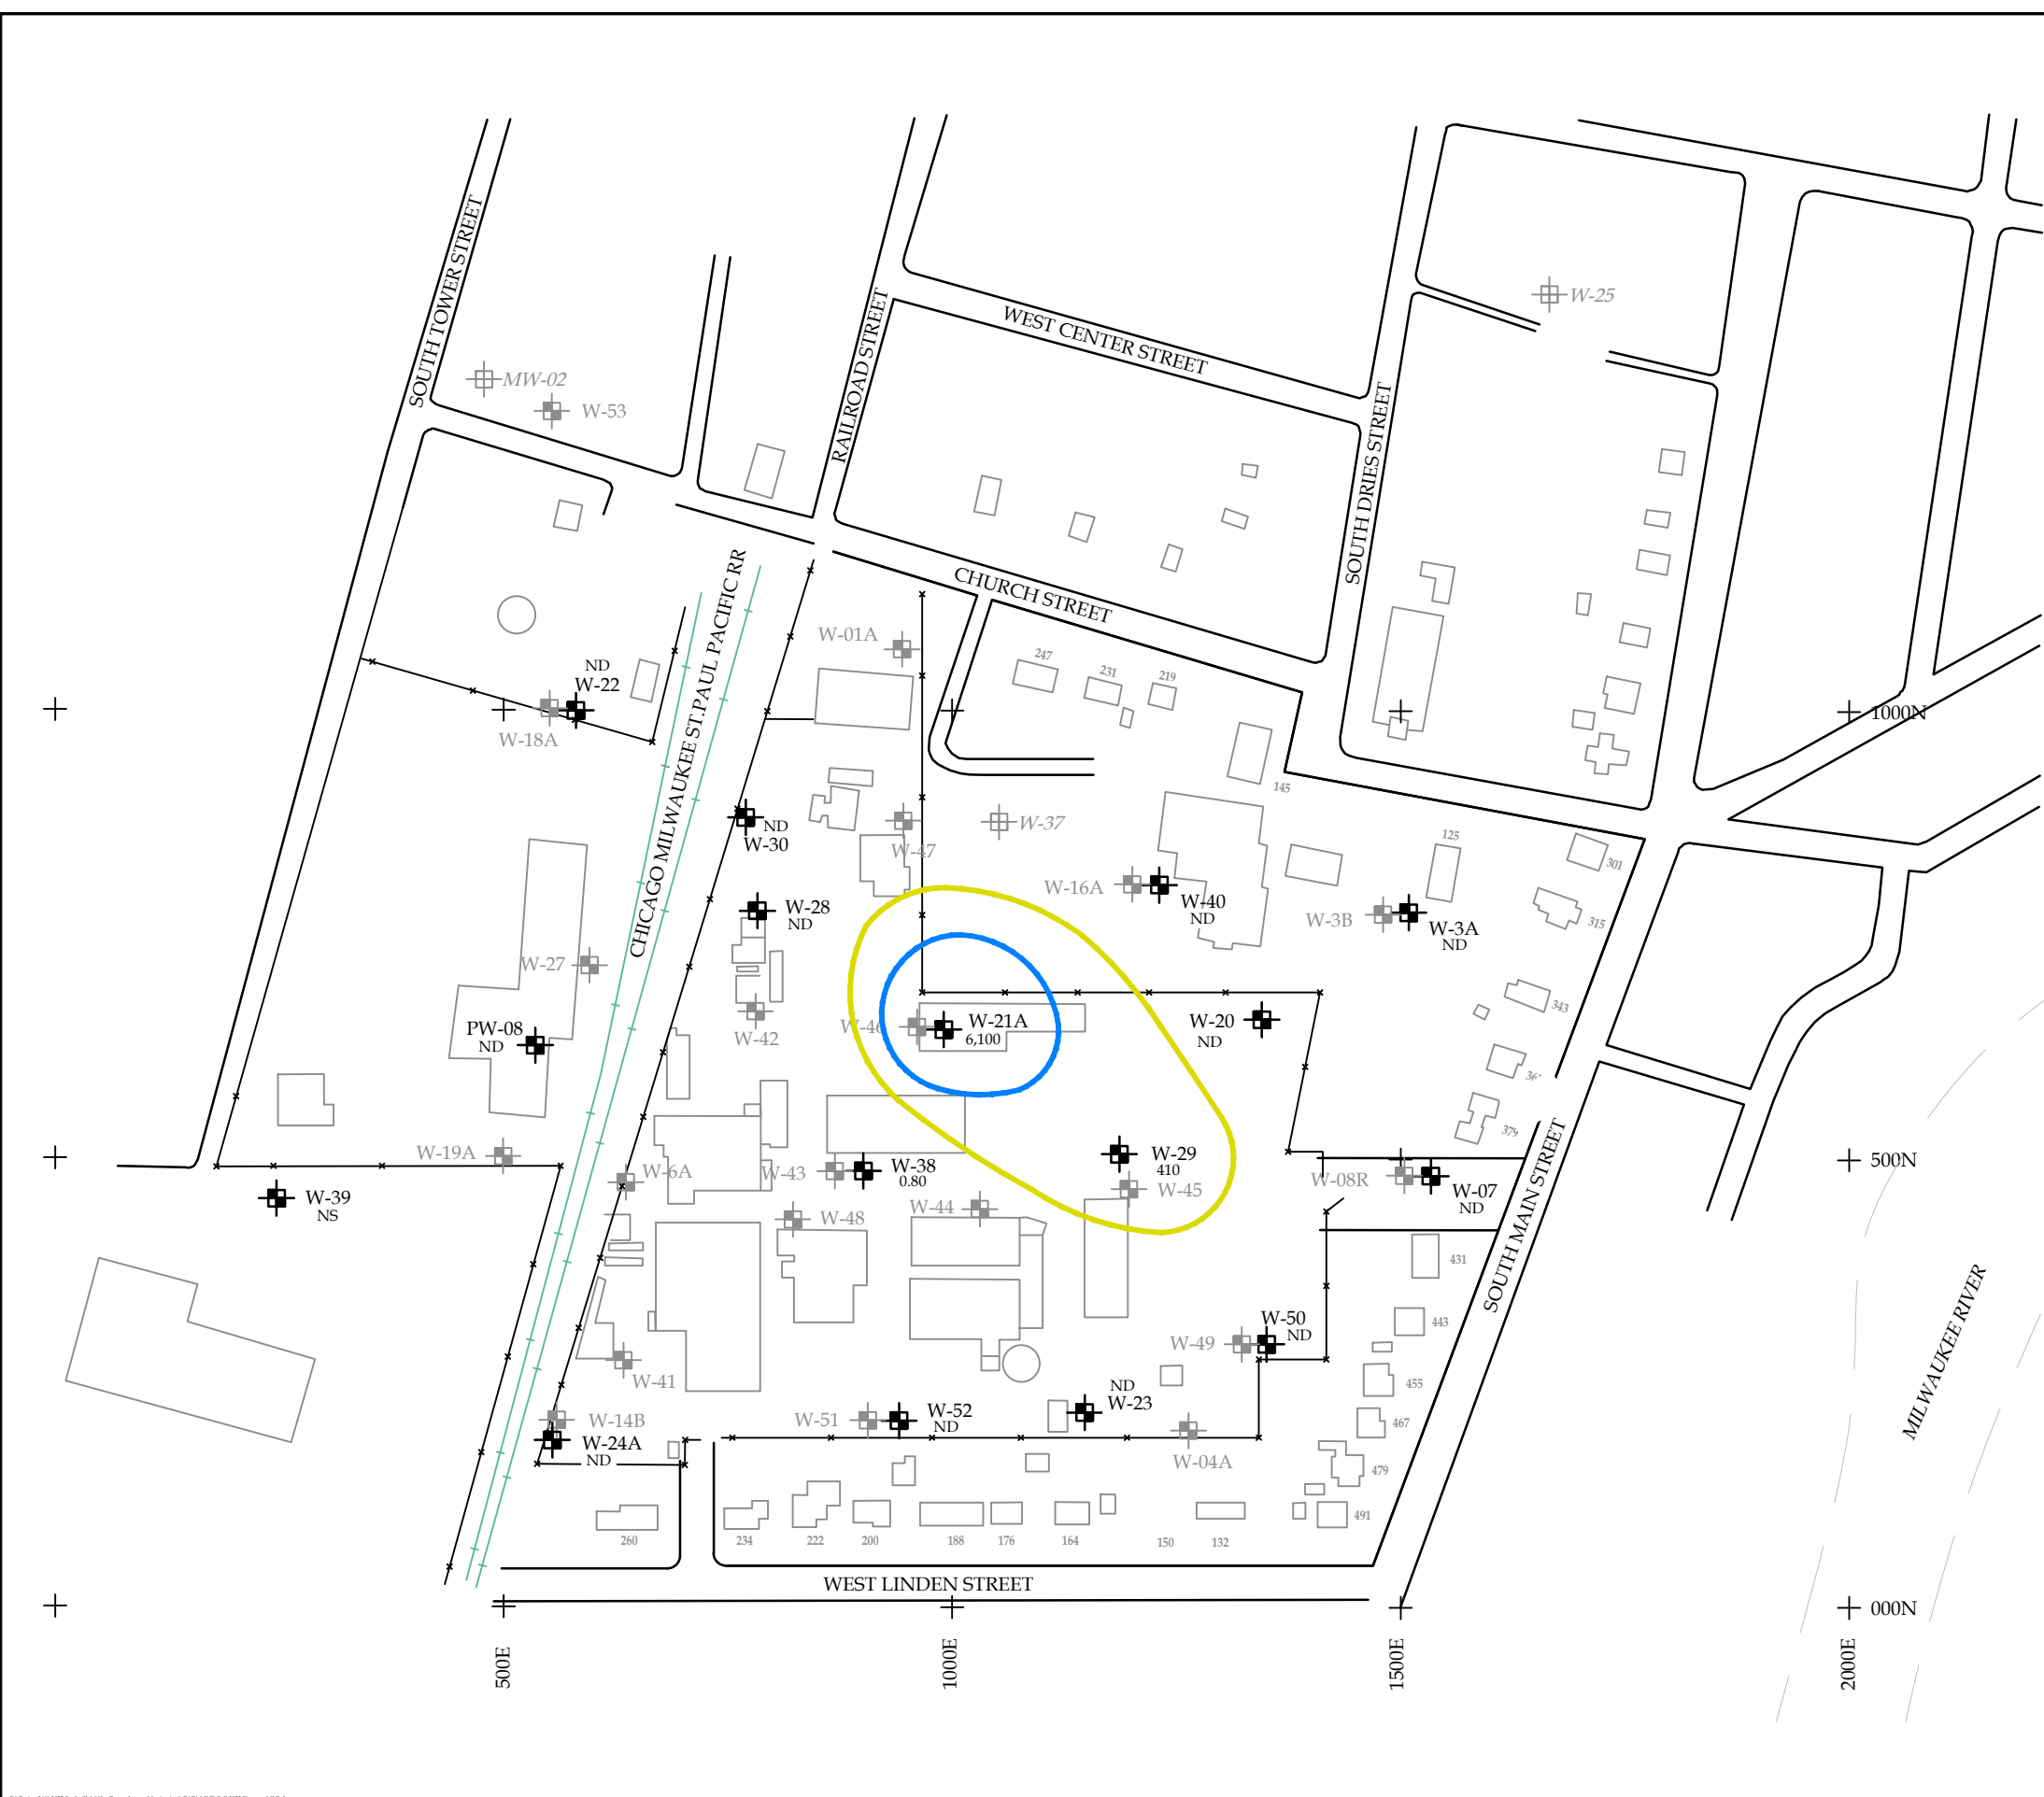 SOUTH TOWER STREET
RAILROAD STREET
WEST CENTER STREET
SOUTH DRIES STREET
W-25
MW-02
W-53
CHURCH STREET
CHICAGO MILWAUKEE ST.PAUL PACIFIC RR
W-01A
247
231
219
ND
W-22
W-18A
1000N
145
ND
W-30
W-47
W-37
125
301
W-16A
W-40
ND
W-28
ND
W-3B
W-3A
ND
315
W-27
343
W-42
W-46
W-21A
6,100
W-20
ND
PW-08
ND
379
W-19A
W-6A
W-43
W-38
0.80
W-29
410
W-45
W-08R
W-07
ND
500N
W-39
NS
W-48
W-44
SOUTH MAIN STREET
431
MILWAUKEE RIVER
W-49
W-50
ND
443
W-41
455
W-14B
W-24A
ND
W-51
W-52
ND
ND
W-23
W-04A
467
479
491
260
234
222
200
188
176
164
150
132
WEST LINDEN STREET
000N
500E
1000E
1500E
2000E